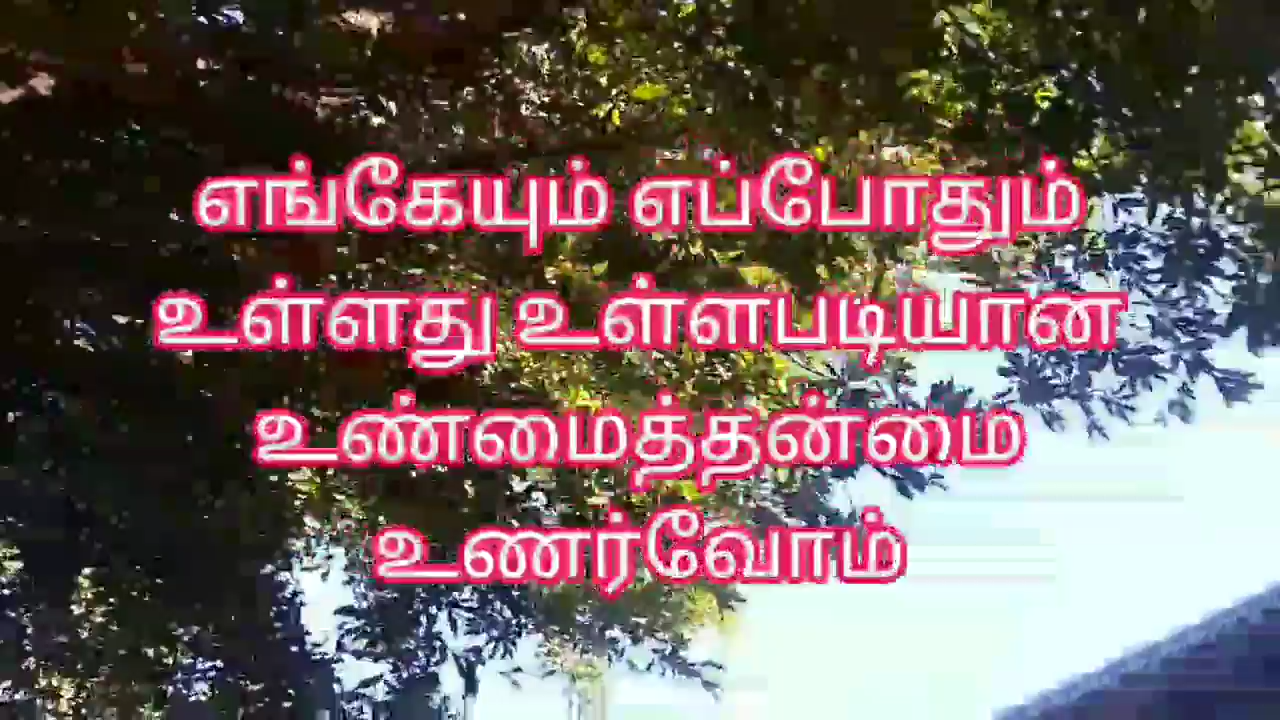 எங்கேயும் எப்போதும்
உள்ளது உள்ளபடியான
உண்மைத்தன்மை
உணர்வோம்